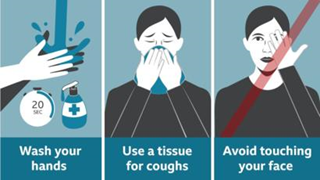 20
SEC
Wash your
hands
Use a tissue
for coughs
Avoid touching
your face